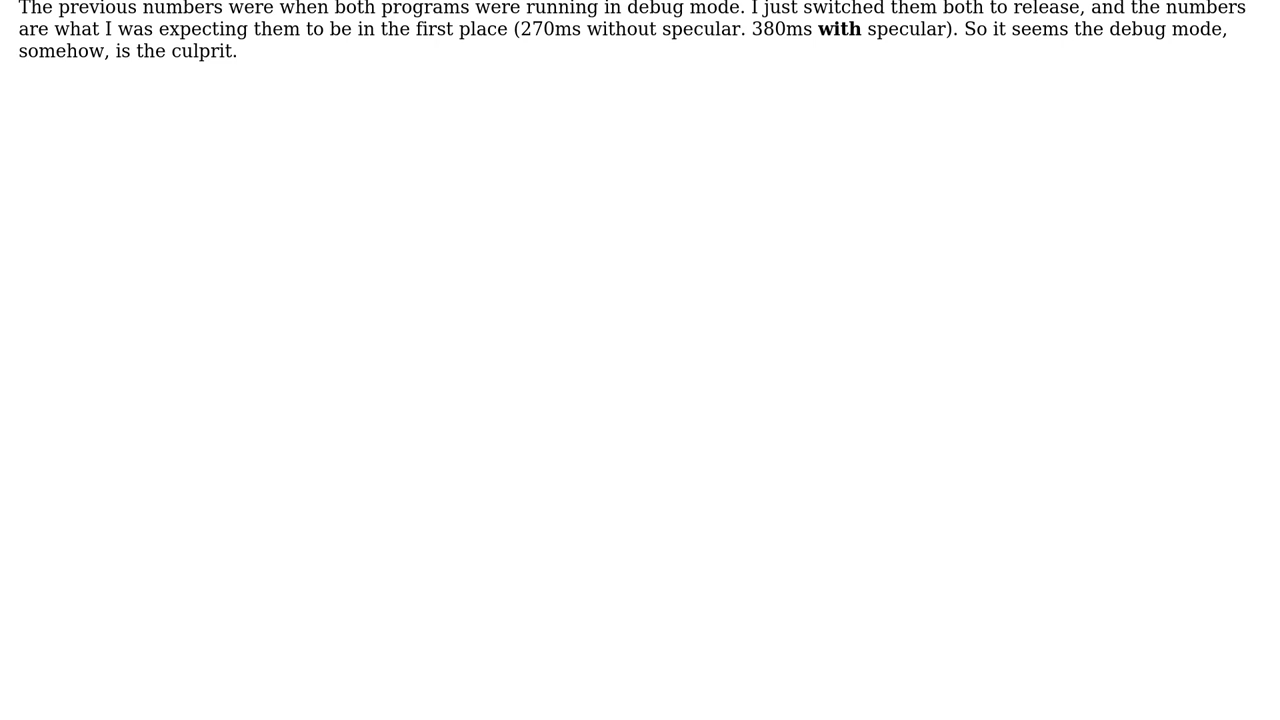 The previous numbers were when both programs were running in debug mode. I just switched them both to release, and the numbers
are what I was expecting them to be in the first place (270ms without specular. 380ms with specular). So it seems the debug mode,
somehow, is the culprit.